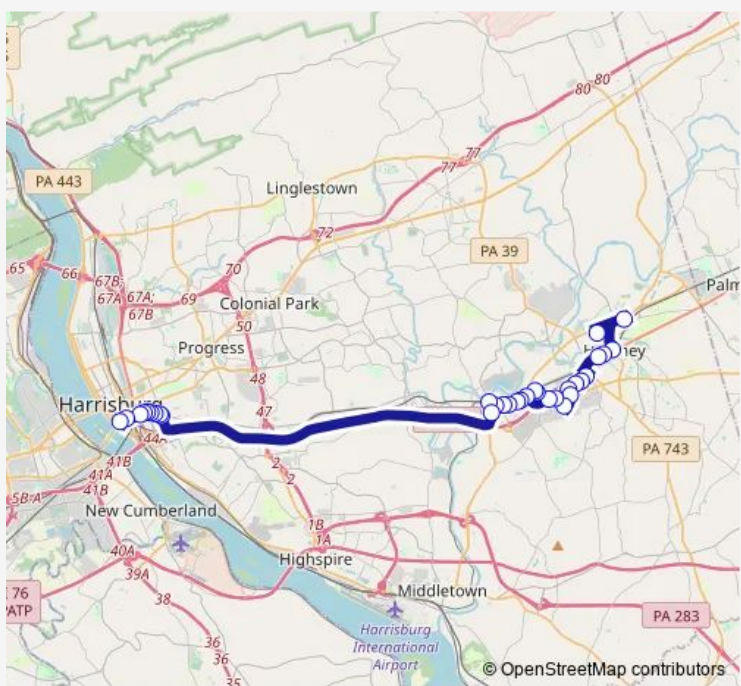 80
80
77
77
PA 443
Linglestown
72
65
66
67B;
67A
67A;
67B
69
70
PA 39
Colonial Park
50
Progress
48
47
Harrisburg
PA 743
41B
41A
41B
2
2
New Cumberland
1B
1A
Highspire
40A
39A
38
76
PATP
Middletown
PA 283
36
36
35
Harrisburg
International
Airport
© OpenStreetMap contributors